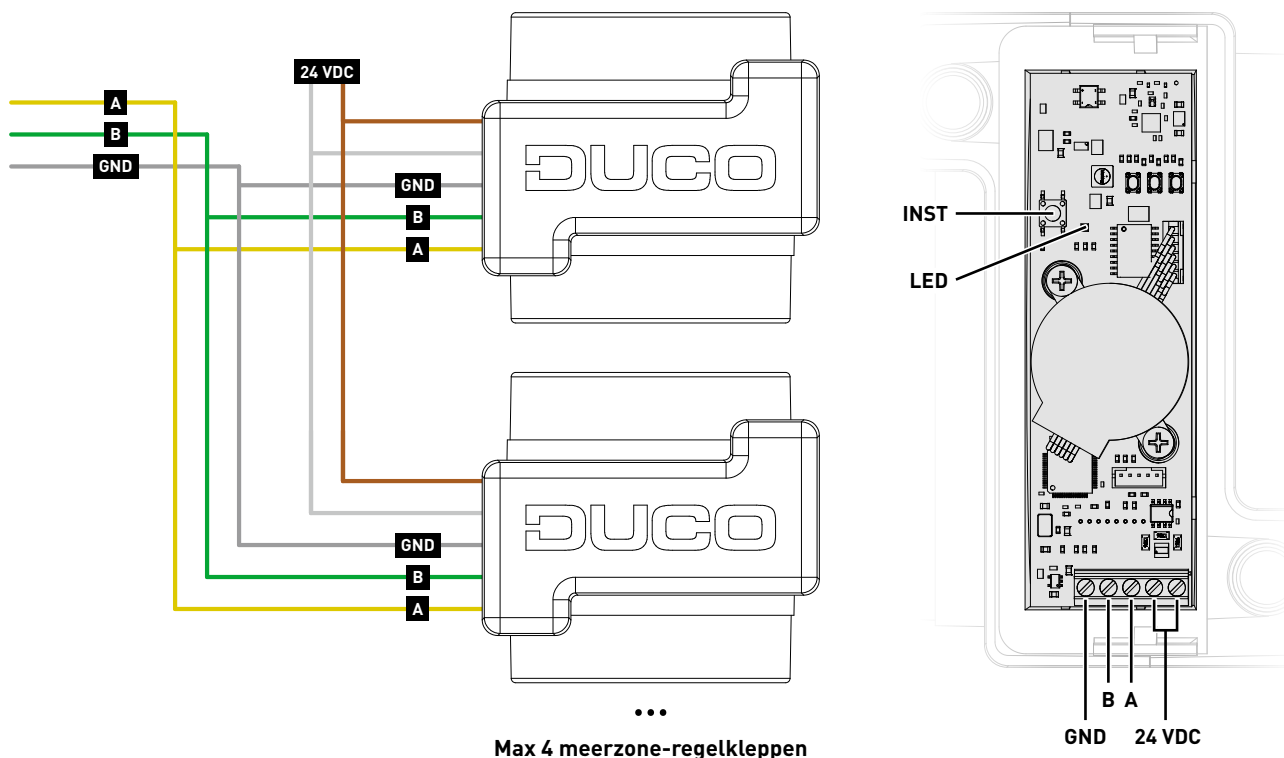 24 VDC
A
B
GND
GND
B
A
DUCO
GND
B
A
DUCO
...
Max 4 meerzone-regelkleppen
INST
LED
B A
GND 24 VDC